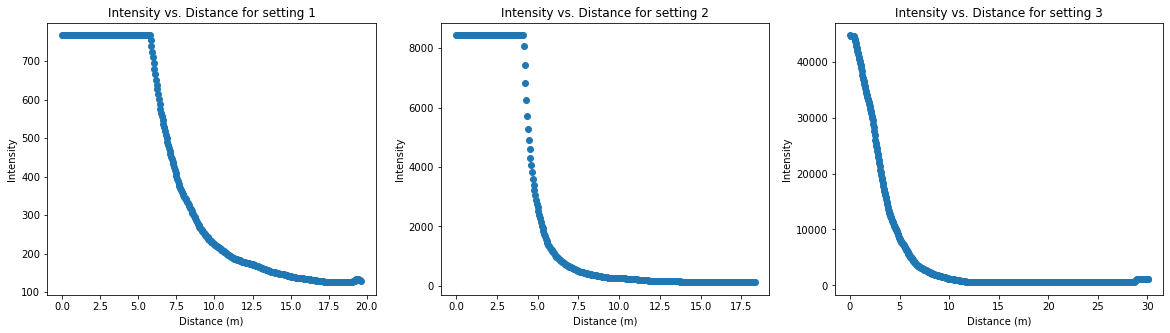 Intensity vs. Distance for setting 1
700
600
500
400
300
200
100
Intensity
0.0 2.5 5.0 7.5 10.0 12.5 15.0 17.5 20.0
Distance (m)
Intensity vs. Distance for setting 2
8000
6000
4000
2000
0
Intensity
0.0 2.5 5.0 7.5 10.0 12.5 15.0 17.5
Distance (m)
Intensity vs. Distance for setting 3
40000
30000
20000
10000
0
Intensity
0 5 10 15 20 25 30
Distance (m)